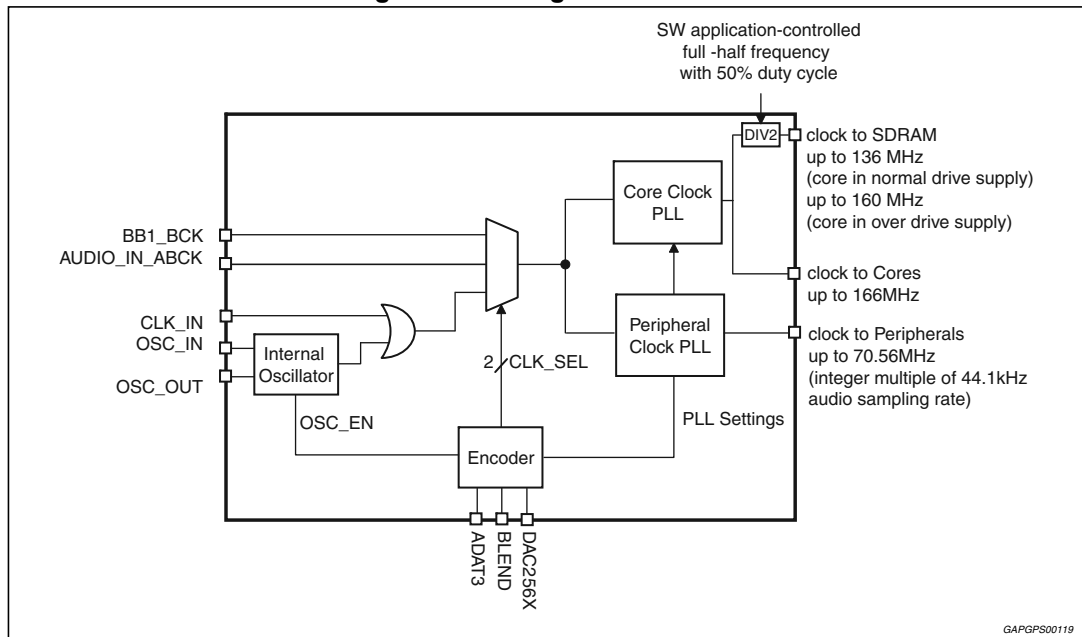 SW application-controlled
full -half frequency
with 50% duty cycle
DIV2
clock to SDRAM
up to 136 MHz
(core in normal drive supply)
up to 160 MHz
(core in over drive supply)
Core Clock
PLL
BB1_BCK
AUDIO_IN_ABCK
clock to Cores
up to 166MHz
CLK_IN
OSC_IN
OSC_OUT
Internal
Oscillator
Peripheral
Clock PLL
clock to Peripherals
up to 70.56MHz
(integer multiple of 44.1kHz
audio sampling rate)
2
CLK_SEL
OSC_EN
PLL Settings
Encoder
ADAT3
BLEND
DAC256X
GAPGPS00119